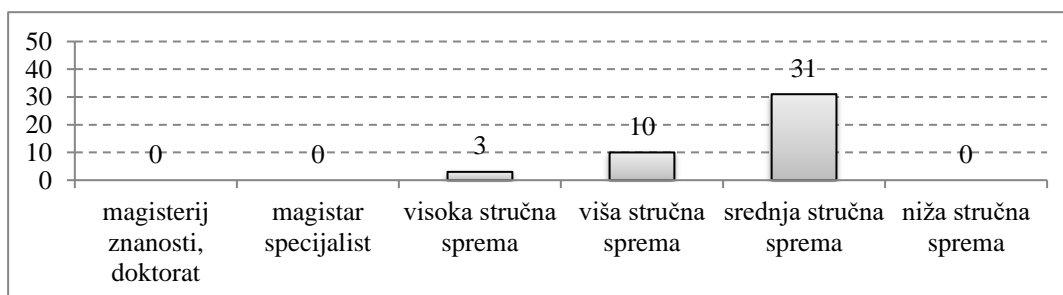 50
40
30
20
10
0
0
0
3
10
31
0
magisterij
znanosti,
doktorat
magistar
specijalist
visoka stručna
sprema
viša stručna
sprema
srednja stručna
sprema
niža stručna
sprema